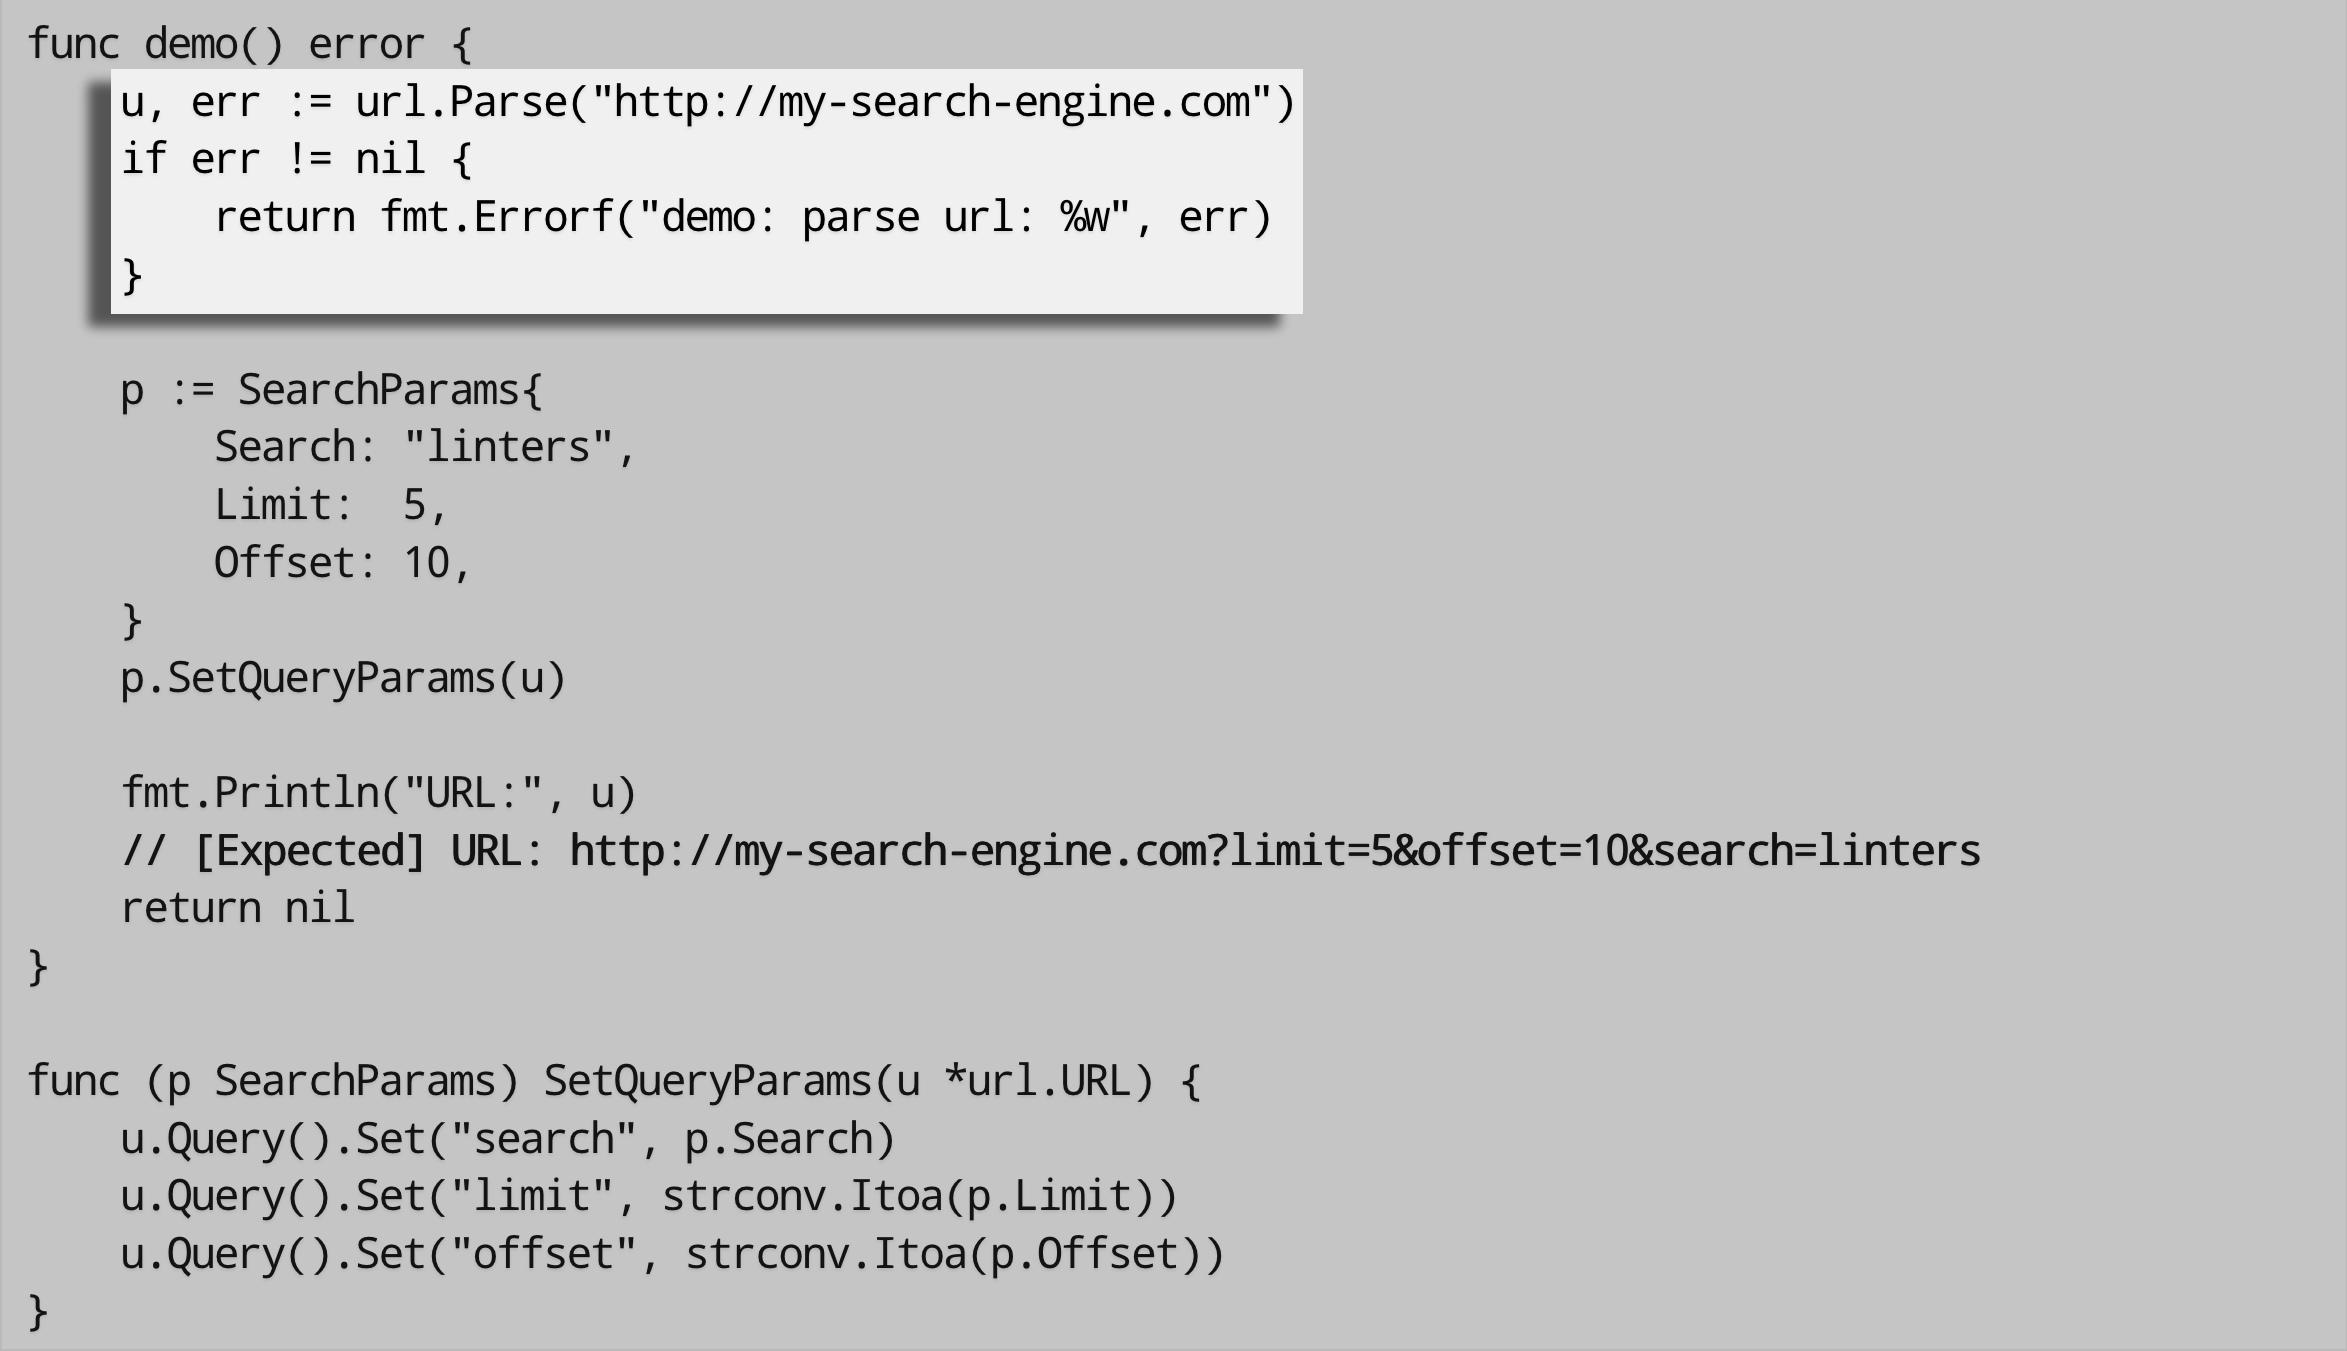 func demo() error {
    u, err := url.Parse("http://my-search-engine.com")
    if err != nil {
        return fmt.Errorf("demo: parse url: %w", err)
    }

    p := SearchParams{
        Search: "linters",
        Limit:  5,
        Offset: 10,
    }
    p.SetQueryParams(u)

    fmt.Println("URL:", u)
    // [Expected] URL: http://my-search-engine.com?limit=5&offset=10&search=linters
    return nil
}

func (p SearchParams) SetQueryParams(u *url.URL) {
    u.Query().Set("search", p.Search)
    u.Query().Set("limit", strconv.Itoa(p.Limit))
    u.Query().Set("offset", strconv.Itoa(p.Offset))
}